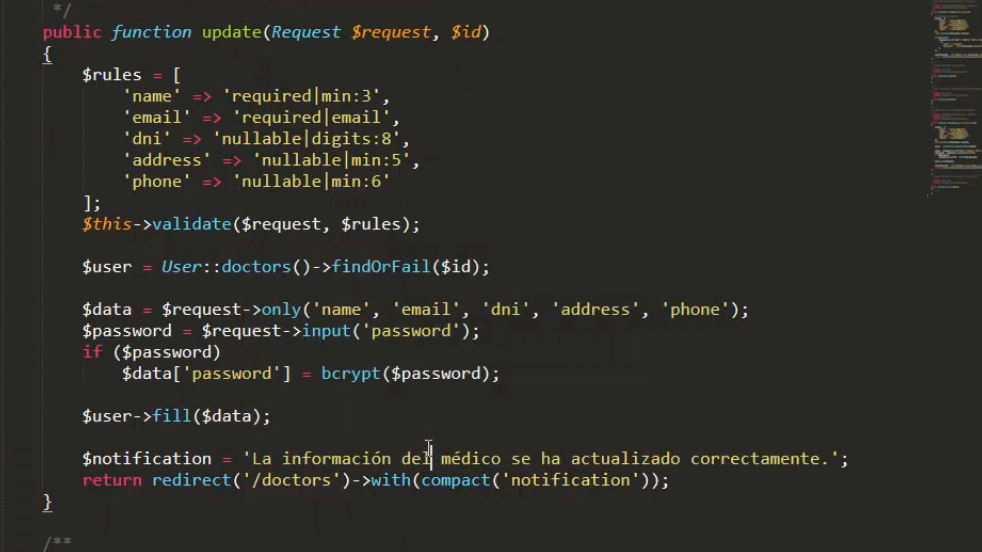 */
public function update(Request $request, $id)
{
$rules = [
'name' => 'required|min:3',
'email' => 'required|email',
'dni' => 'nullable|digits:8',
'address' => 'nullable|min:5',
'phone' => 'nullable|min:6'
];
$this->validate($request, $rules);
$user = User::doctors()->findOrFail($id);
$data = $request->only('name', 'email', 'dni', 'address', 'phone');
$password = $request->input('password');
if ($password)
$data['password'] = bcrypt($password);
$user->fill($data);
$notification = 'La información del médico se ha actualizado correctamente.';
return redirect('/doctors')->with(compact('notification'));
}
/**